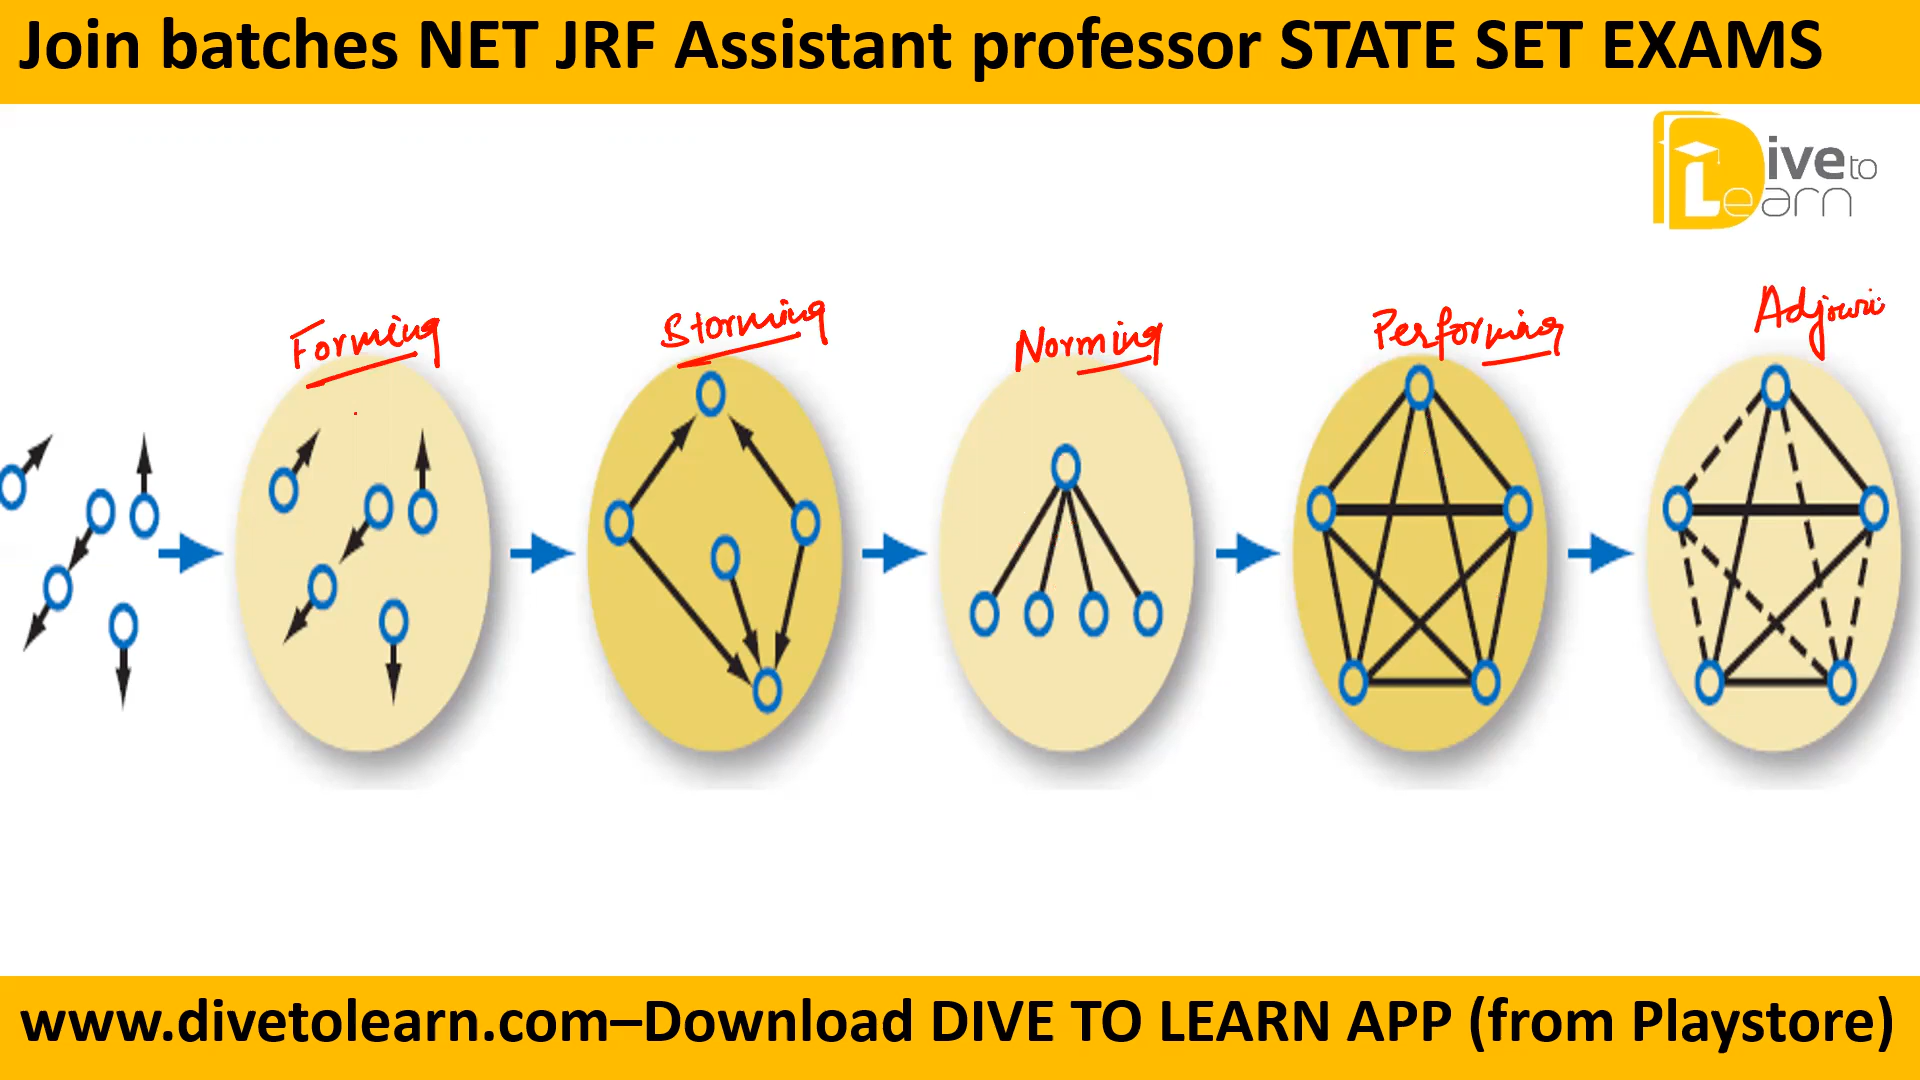 Join batches NET JRF Assistant professor STATE SET EXAMS
Dive to
Learn
Forming
Storming
Norming
Performing
www.divetolearn.com–Download DIVE TO LEARN APP (from Playstore)